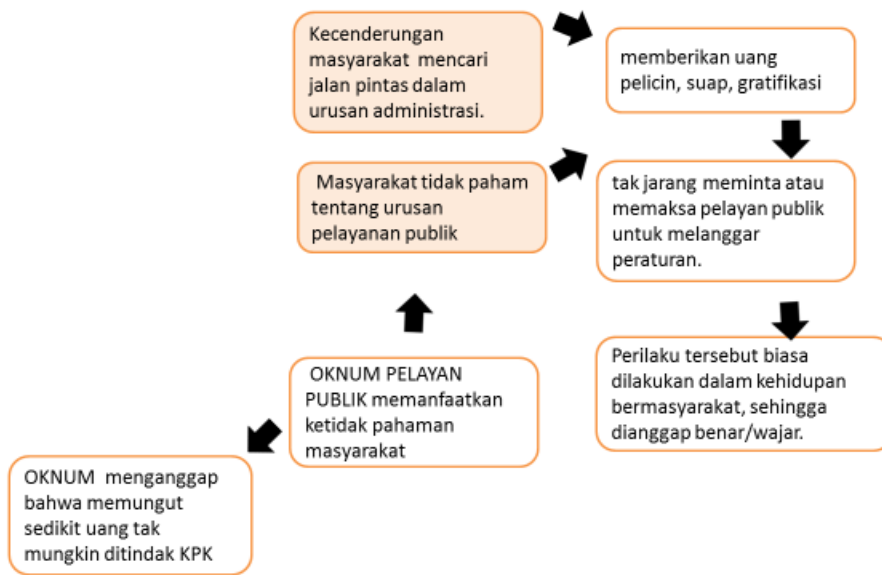 Kecenderungan
masyarakat mencari
jalan pintas dalam
urusan administrasi.
memberikan uang
pelicin, suap, gratifikasi
Masyarakat tidak paham
tentang urusan
pelayanan publik
tak jarang meminta atau
memaksa pelayan publik
untuk melanggar
peraturan.
OKNUM PELAYAN
PUBLIK memanfaatkan
ketidak pahaman
masyarakat
Perilaku tersebut biasa
dilakukan dalam kehidupan
bermasyarakat, sehingga
dianggap benar/wajar.
OKNUM menganggap
bahwa memungut
sedikit uang tak
mungkin ditindak KPK